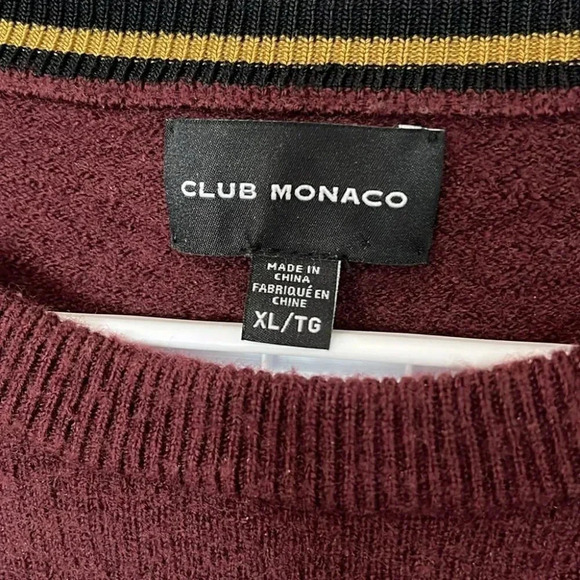 CLUB MONACO
MADE IN
CHINA
FABRIQUÉ EN
CHINE
XL/TG